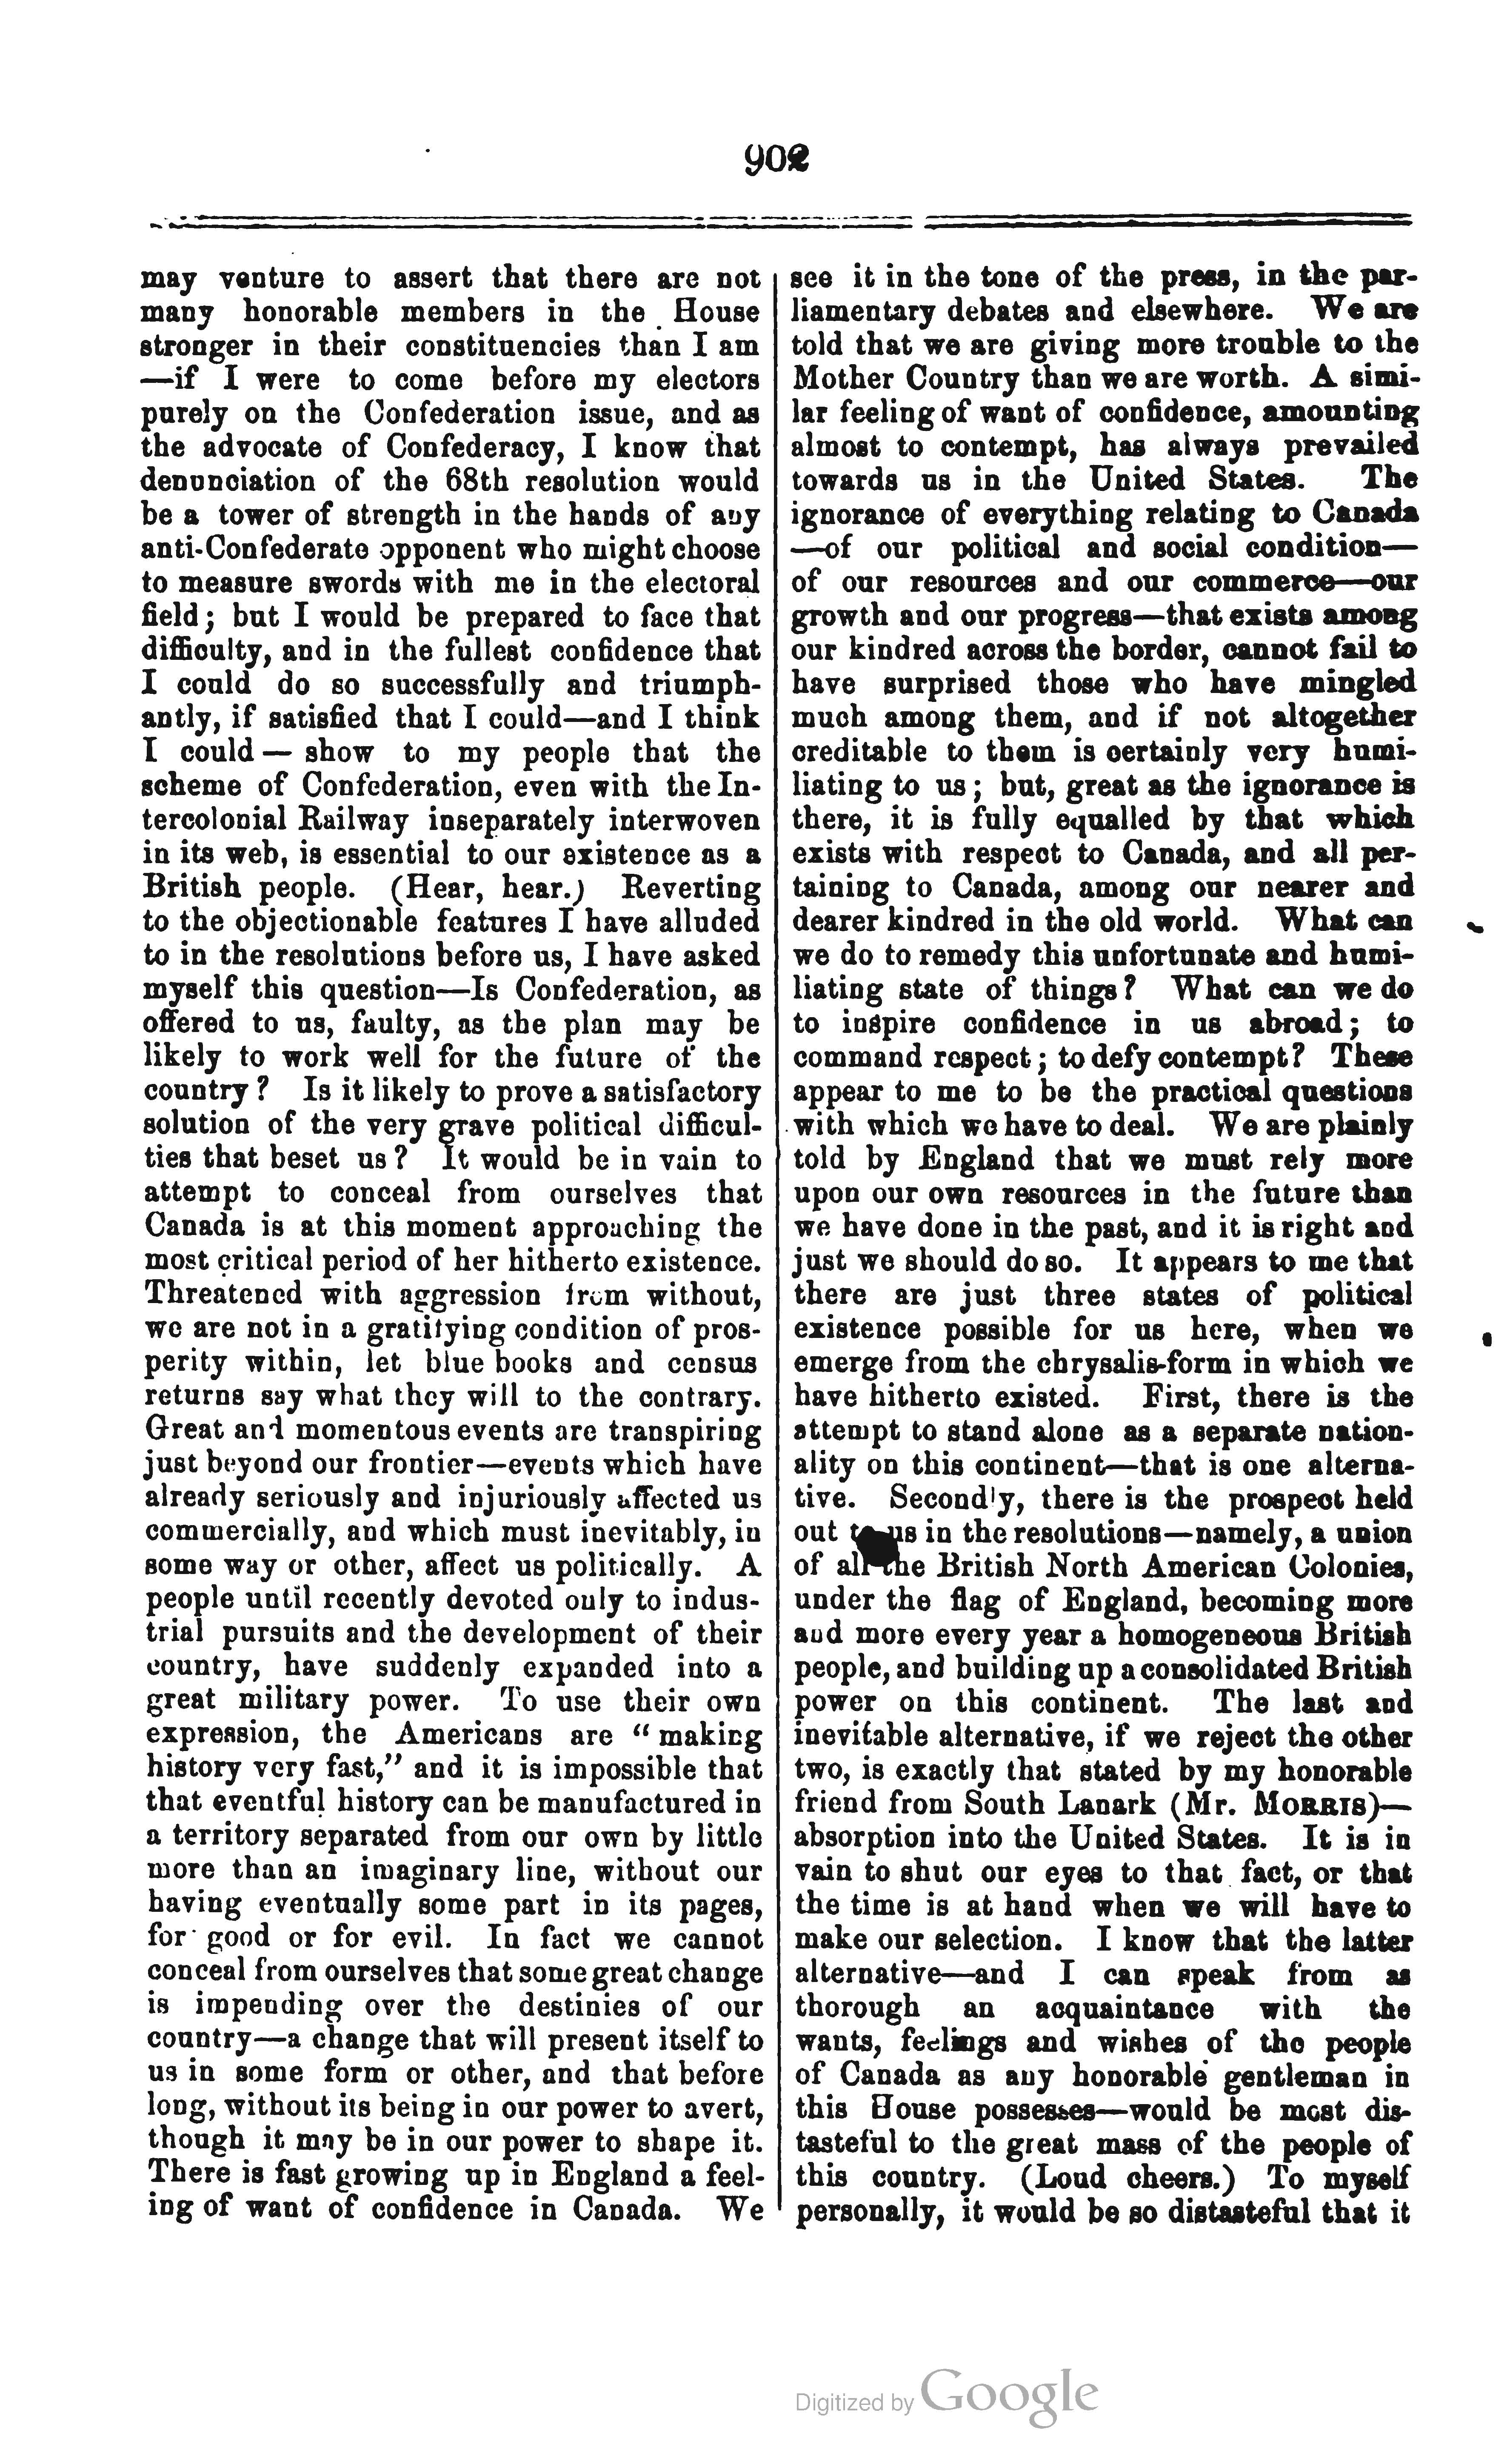 902
may venture to assert that there are not
many honorable members in the House
stronger in their constituencies than I am
—if I were to come before my electors
purely on the Confederation issue, and as
the advocate of Confederacy, I know that
denunciation of the 68th resolution would
be a tower of strength in the hands of any
anti-Confederate opponent who might choose
to measure swords with me in the electoral
field; but I would be prepared to face that
difficulty, and in the fullest confidence that
I could do so successfully and triumph-
antly, if satisfied that I could—and I think
I could — show to my people that the
scheme of Confederation, even with the In-
tercolonial Railway inseparately interwoven
in its web, is essential to our existence as a
British people. (Hear, hear.) Reverting
to the objectionable features I have alluded
to in the resolutions before us, I have asked
myself this question—Is Confederation, as
offered to us, faulty, as the plan may be
likely to work well for the future of the
country? Is it likely to prove a satisfactory
solution of the very grave political difficul-
ties that beset us? It would be in vain to
attempt to conceal from ourselves that
Canada is at this moment approaching the
most critical period of her hitherto existence.
Threatened with aggression from without,
we are not in a gratifying condition of pros-
perity within, let blue books and census
returns say what they will to the contrary.
Great and momentous events are transpiring
just beyond our frontier—events which have
already seriously and injuriously affected us
commercially, and which must inevitably, in
some way or other, affect us politically. A
people until recently devoted only to indus-
trial pursuits and the development of their
country, have suddenly expanded into a
great military power. To use their own
expression, the Americans are "making
history very fast," and it is impossible that
that eventful history can be manufactured in
a territory separated from our own by little
more than an imaginary line, without our
having eventually some part in its pages,
for good or for evil. In fact we cannot
conceal from ourselves that some great change
is impending over the destinies of our
country—a change that will present itself to
us in some form or other, and that before
long, without its being in our power to avert,
though it may be in our power to shape it.
There is fast growing up in England a feel-
ing of want of confidence in Canada. We
see it in the tone of the press, in the par-
liamentary debates and elsewhere. We are
told that we are giving more trouble to the
Mother Country than we are worth. A simi-
lar feeling of want of confidence, amounting
almost to contempt, has always prevailed
towards us in the United States. The
ignorance of everything relating to Canada
—of our political and social condition—
of our resources and our commerce—our
growth and our progress—that exists among
our kindred across the border, cannot fail to
have surprised those who have mingled
much among them, and if not altogether
creditable to them is certainly very humi-
liating to us; but, great as the ignorance is
there, it is fully equalled by that which
exists with respect to Canada, and all per-
taining to Canada, among our nearer and
dearer kindred in the old world. What can
we do to remedy this unfortunate and humi-
liating state of things? What can we do
to inspire confidence in us abroad; to
command respect; to defy contempt? These
appear to me to be the practical questions
with which we have to deal. We are plainly
told by England that we must rely more
upon our own resources in the future than
we have done in the past, and it is right and
just we should do so. It appears to me that
there are just three states of political
existence possible for us here, when we
emerge from the chrysalis-form in which we
have hitherto existed. First, there is the
attempt to stand alone as a separate nation-
ality on this continent—that is one alterna-
tive. Secondly, there is the prospect held
out to us in the resolutions—namely, a union
of all the British North American Colonies,
under the flag of England, becoming more
and more every year a homogeneous British
people, and building up a consolidated British
power on this continent. The last and
inevitable alternative, if we reject the other
two, is exactly that stated by my honorable
friend from South Lanark (Mr. MORRIS)—
absorption into the United States. It is in
vain to shut our eyes to that fact, or that
the time is at hand when we will have to
make our selection. I know that the latter
alternative—and I can speak from as
thorough an acquaintance with the
wants, feelings and wishes of the people
of Canada as any honorable gentleman in
this House possesses—would be most dis-
tasteful to the great mass of the people of
this country. (Loud cheers.) To myself
personally, it would be so distasteful that it
Digitized by Google